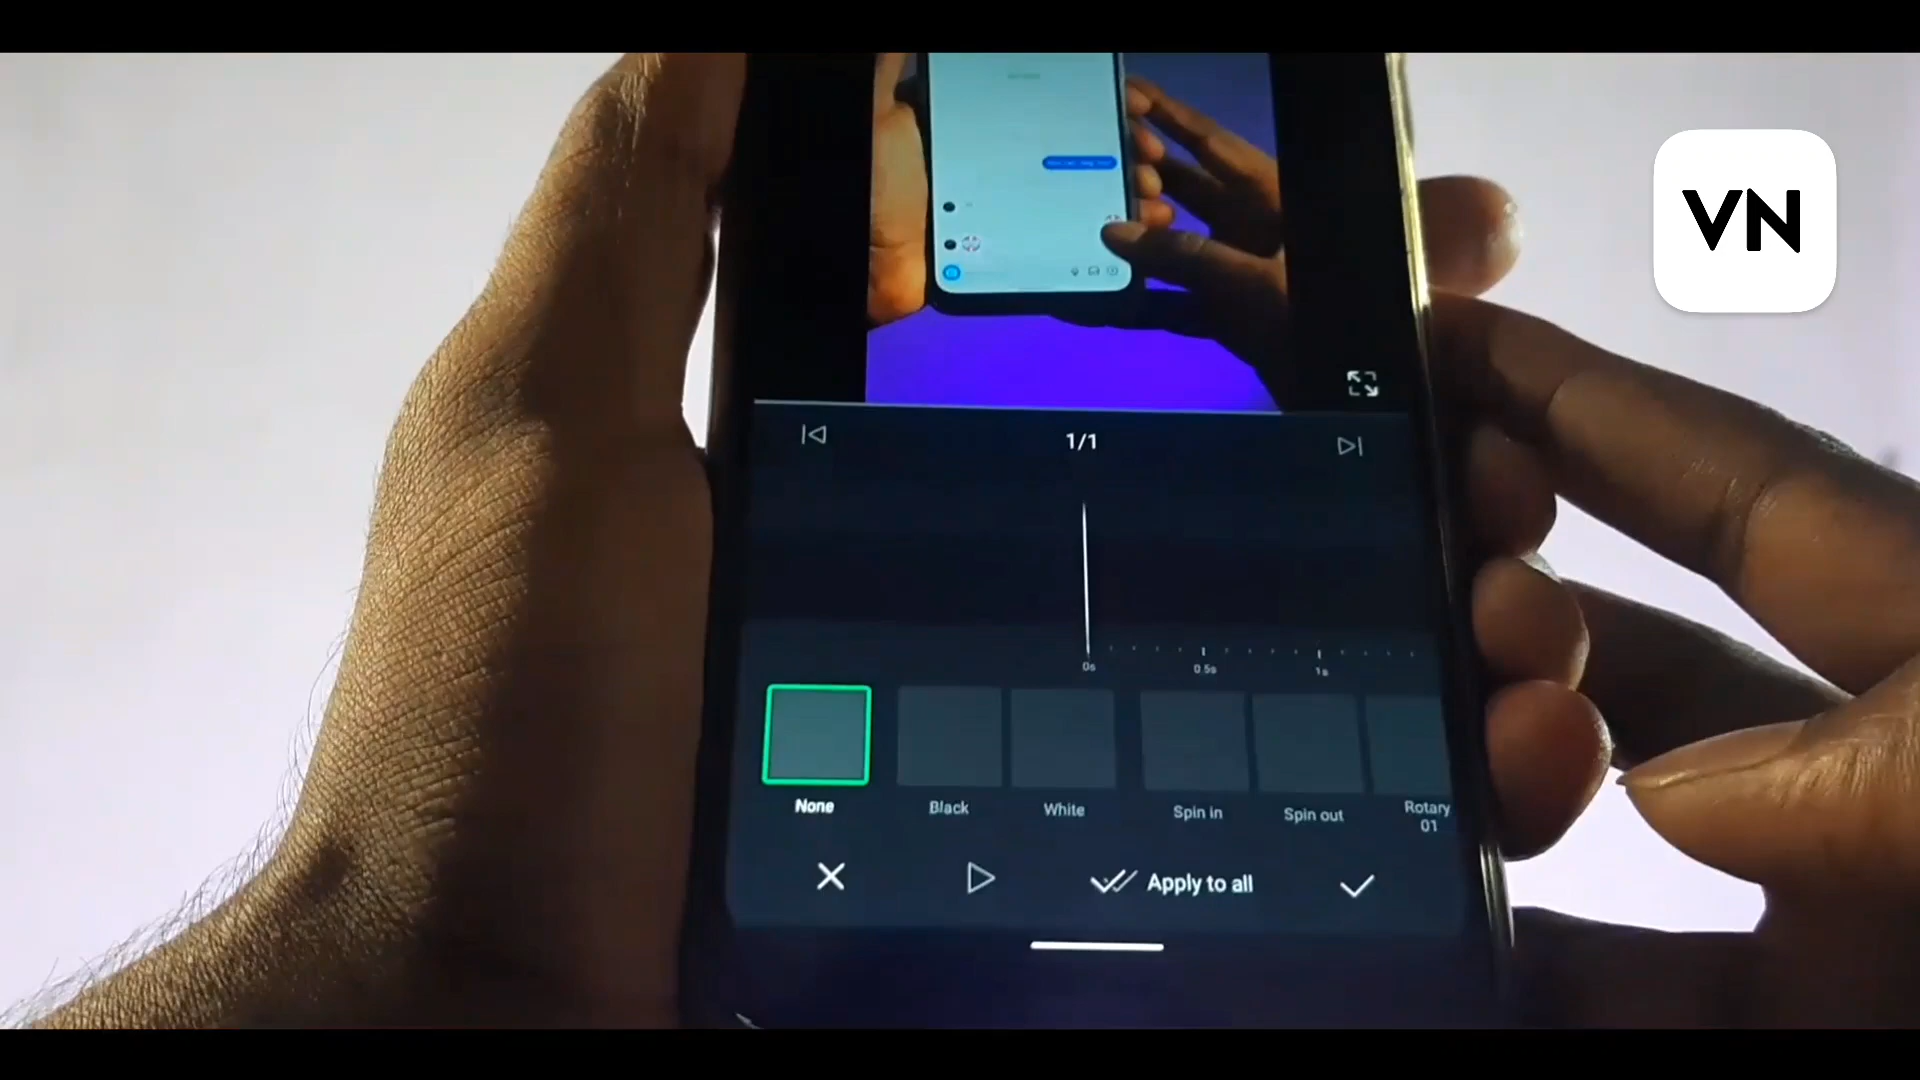 VN
1/1
0s 0.5s 1s
None Black White Spin in Spin out Rotary
01
Apply to all